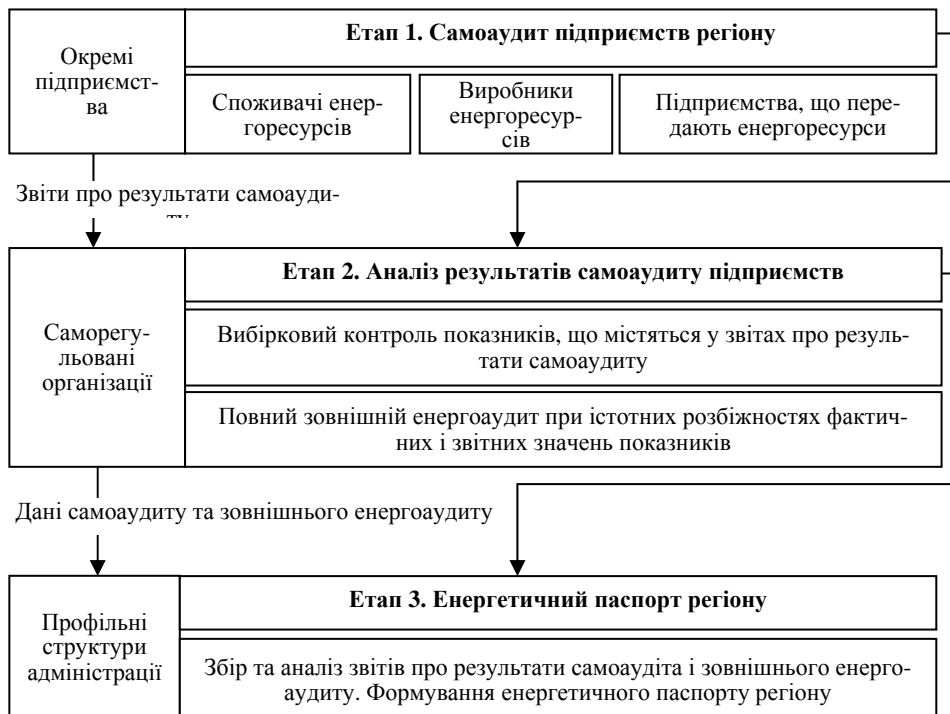 Окремі
підприємст-
ва
Етап 1. Самоаудит підприємств регіону
Споживачі енер-
горесурсів
Виробники
енергоресур-
сів
Підприємства, що пере-
дають енергоресурси
Звіти про результати самоауди-
ту
Саморегу-
льовані
організації
Етап 2. Аналіз результатів самоаудиту підприємств
Вибірковий контроль показників, що містяться у звітах про резуль-
тати самоаудиту
Повний зовнішній енергоаудит при істотних розбіжностях фактич-
них і звітних значень показників
Дані самоаудиту та зовнішнього енергоаудиту
Профільні
структури
адміністрації
Етап 3. Енергетичний паспорт регіону
Збір та аналіз звітів про результати самоаудіта і зовнішнього енерго-
аудиту. Формування енергетичного паспорту регіону